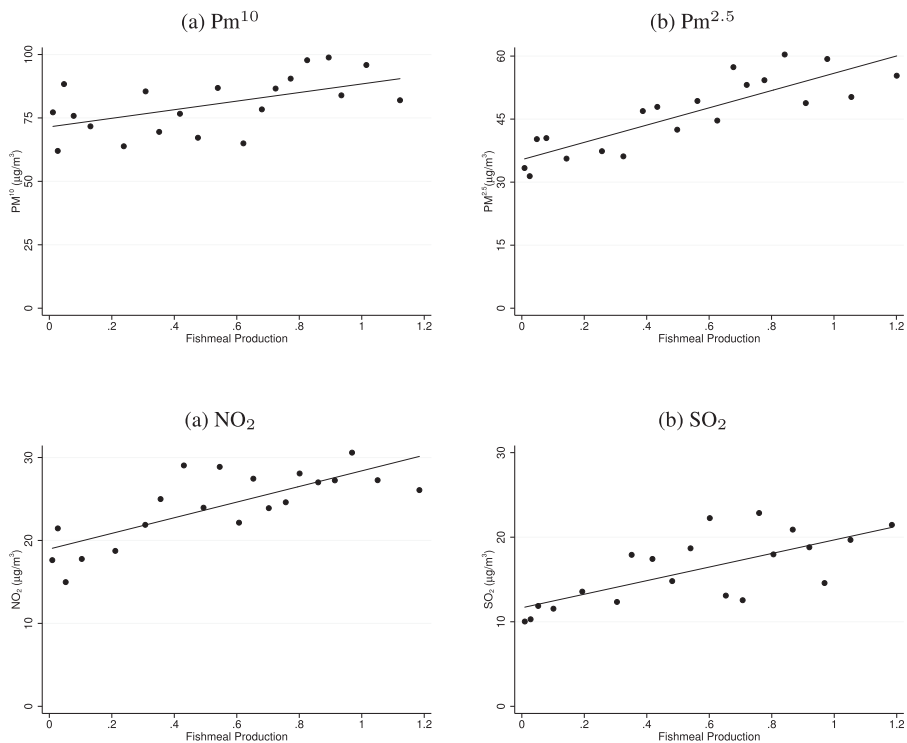 (a) Pm¹⁰
(b) Pm²·⁵
PM¹⁰ (μg/m³)
0 25 50 75 100
0 .2 .4 .6 .8 1 1.2
Fishmeal Production
PM²·⁵(μg/m³)
0 15 30 45 60
0 .2 .4 .6 .8 1 1.2
Fishmeal Production
(a) NO₂
(b) SO₂
NO₂ (μg/m³)
0 10 20 30
0 .2 .4 .6 .8 1 1.2
Fishmeal Production
SO₂ (μg/m³)
0 10 20 30
0 .2 .4 .6 .8 1 1.2
Fishmeal Production